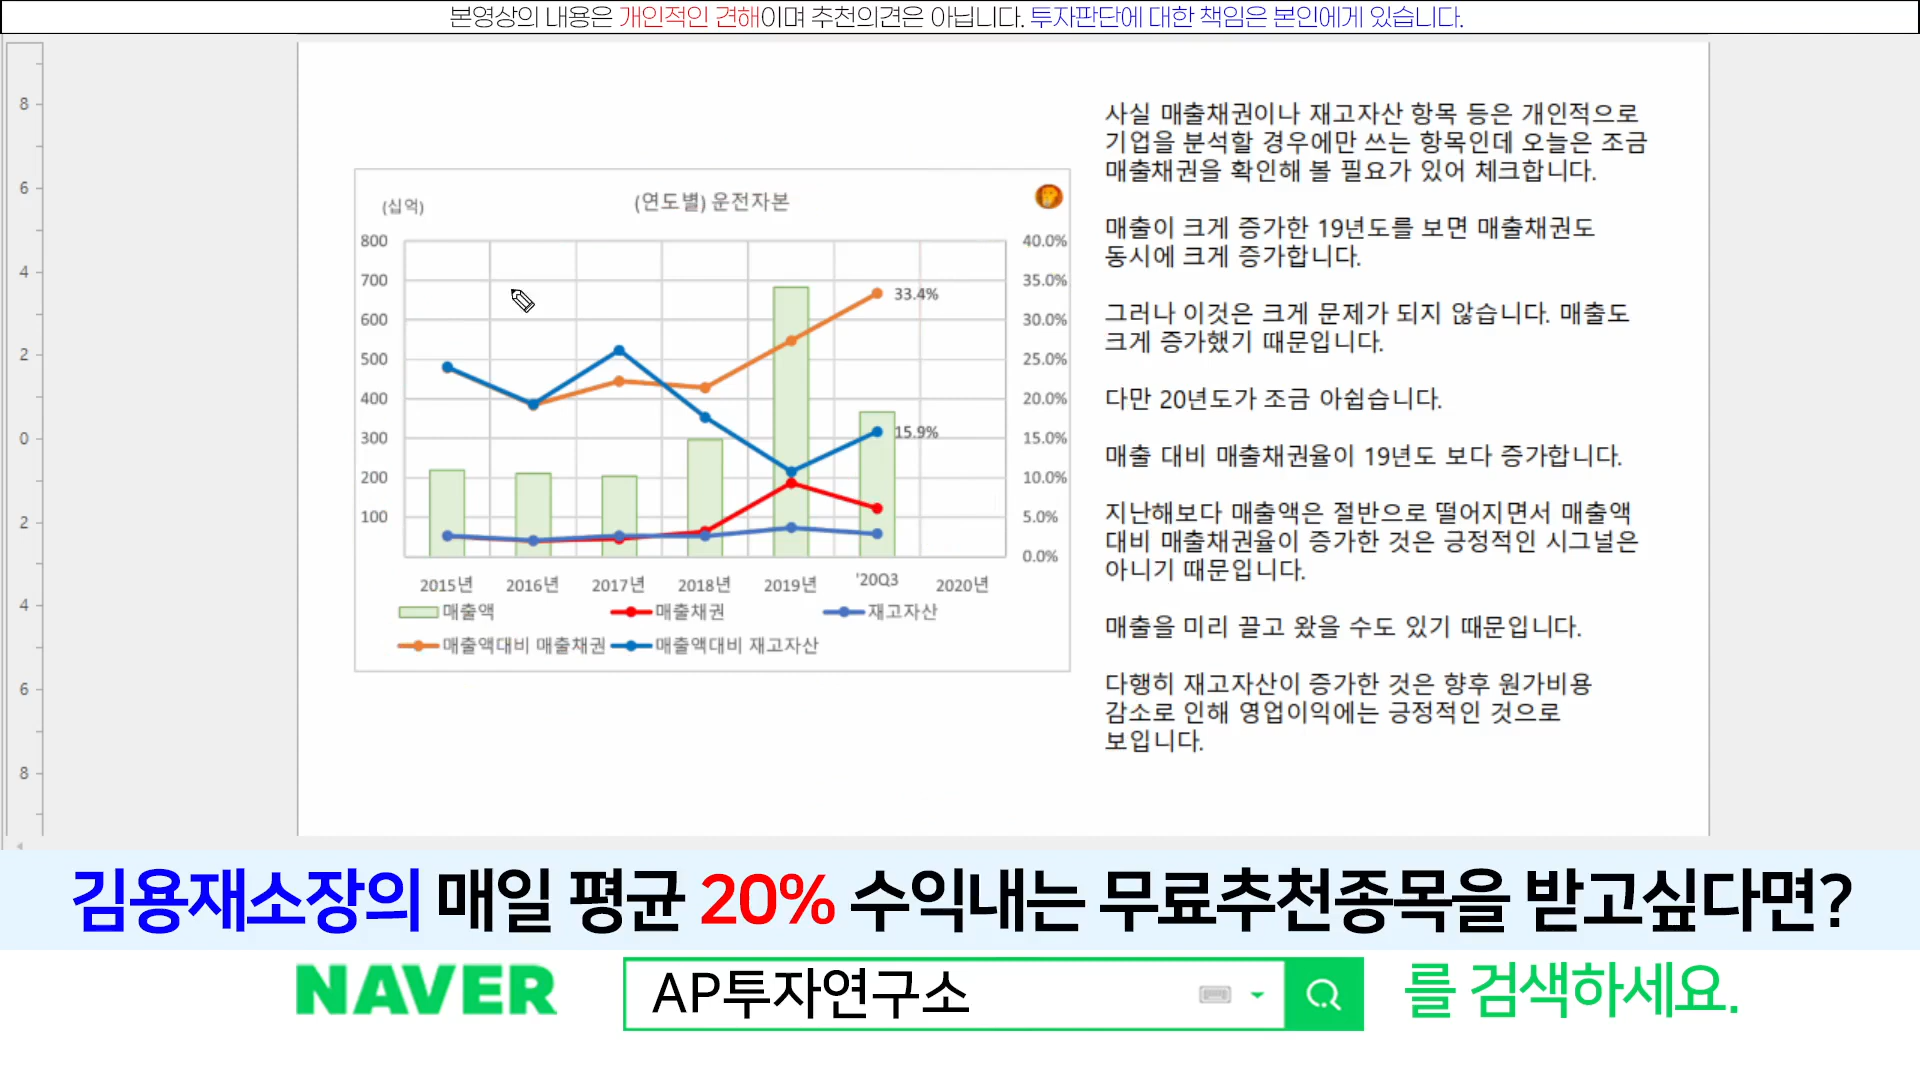 본영상의 내용은 개인적인 견해이며 추천의견은 아닙니다. 투자판단에 대한 책임은 본인에게 있습니다.
8
6
4
2
0
2
4
6
8
(십억)
(연도별) 운전자본
800
700
600
500
400
300
200
100
40.0%
35.0%
30.0%
25.0%
20.0%
15.0%
10.0%
5.0%
0.0%
33.4%
15.9%
2015년 2016년 2017년 2018년 2019년 '20Q3 2020년
매출액 매출채권 재고자산
매출액대비 매출채권 매출액대비 재고자산
사실 매출채권이나 재고자산 항목 등은 개인적으로
기업을 분석할 경우에만 쓰는 항목인데 오늘은 조금
매출채권을 확인해 볼 필요가 있어 체크합니다.
매출이 크게 증가한 19년도를 보면 매출채권도
동시에 크게 증가합니다.
그러나 이것은 크게 문제가 되지 않습니다. 매출도
크게 증가했기 때문입니다.
다만 20년도가 조금 아쉽습니다.
매출 대비 매출채권율이 19년도 보다 증가합니다.
지난해보다 매출액은 절반으로 떨어지면서 매출액
대비 매출채권율이 증가한 것은 긍정적인 시그널은
아니기 때문입니다.
매출을 미리 끌고 왔을 수도 있기 때문입니다.
다행히 재고자산이 증가한 것은 향후 원가비용
감소로 인해 영업이익에는 긍정적인 것으로
보입니다.
김용재소장의 매일 평균 20% 수익내는 무료추천종목을 받고싶다면?
NAVER AP투자연구소 를 검색하세요.